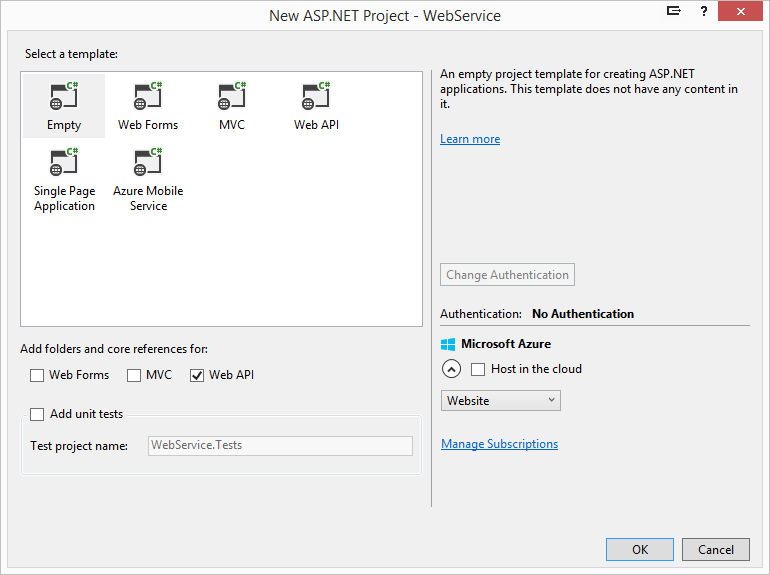 New ASP.NET Project - WebService
?
Select a template:
C# C# C# C#
Empty Web Forms MVC Web API
C# C#
Single Page Azure Mobile
Application Service
An empty project template for creating ASP.NET
applications. This template does not have any content in
it.
Learn more
Change Authentication
Authentication: No Authentication
Add folders and core references for:
Web Forms MVC Web API
Add unit tests
Test project name: WebService.Tests
Microsoft Azure
Host in the cloud
Website
Manage Subscriptions
OK Cancel